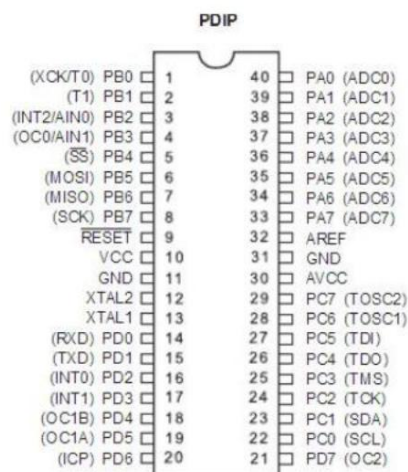 PDIP
(XCK/T0) PB0 1 40 PA0 (ADC0)
(T1) PB1 2 39 PA1 (ADC1)
(INT2/AIN0) PB2 3 38 PA2 (ADC2)
(OC0/AIN1) PB3 4 37 PA3 (ADC3)
(SS) PB4 5 36 PA4 (ADC4)
(MOSI) PB5 6 35 PA5 (ADC5)
(MISO) PB6 7 34 PA6 (ADC6)
(SCK) PB7 8 33 PA7 (ADC7)
RESET 9 32 AREF
VCC 10 31 GND
GND 11 30 AVCC
XTAL2 12 29 PC7 (TOSC2)
XTAL1 13 28 PC6 (TOSC1)
(RXD) PD0 14 27 PC5 (TDI)
(TXD) PD1 15 26 PC4 (TDO)
(INT0) PD2 16 25 PC3 (TMS)
(INT1) PD3 17 24 PC2 (TCK)
(OC1B) PD4 18 23 PC1 (SDA)
(OC1A) PD5 19 22 PC0 (SCL)
(ICP) PD6 20 21 PD7 (OC2)